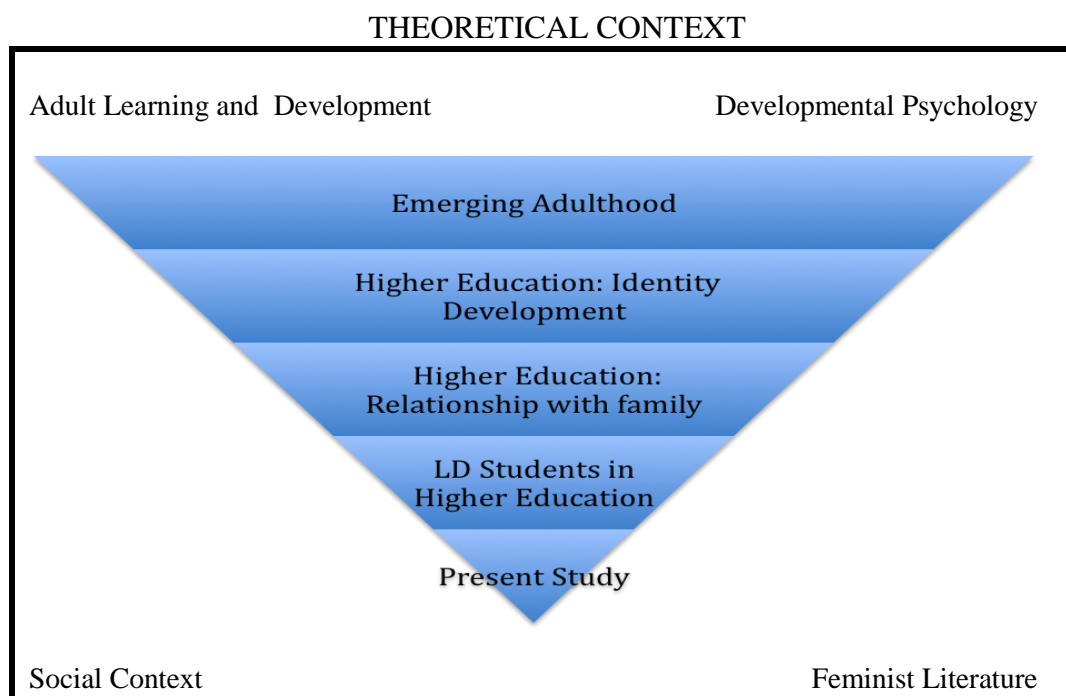 THEORETICAL CONTEXT
Adult Learning and Development
Developmental Psychology
Emerging Adulthood
Higher Education: Identity
Development
Higher Education:
Relationship with family
LD Students in
Higher Education
Present Study
Social Context
Feminist Literature